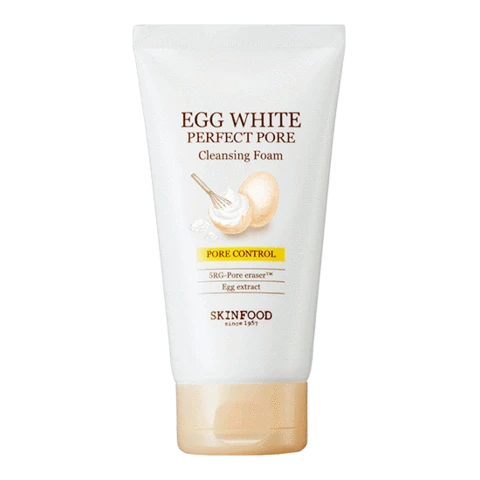 EGG WHITE
PERFECT PORE
Cleansing Foam
PORE CONTROL
5RG-Pore eraser™
Egg extract
SKINFOOD
since 1957